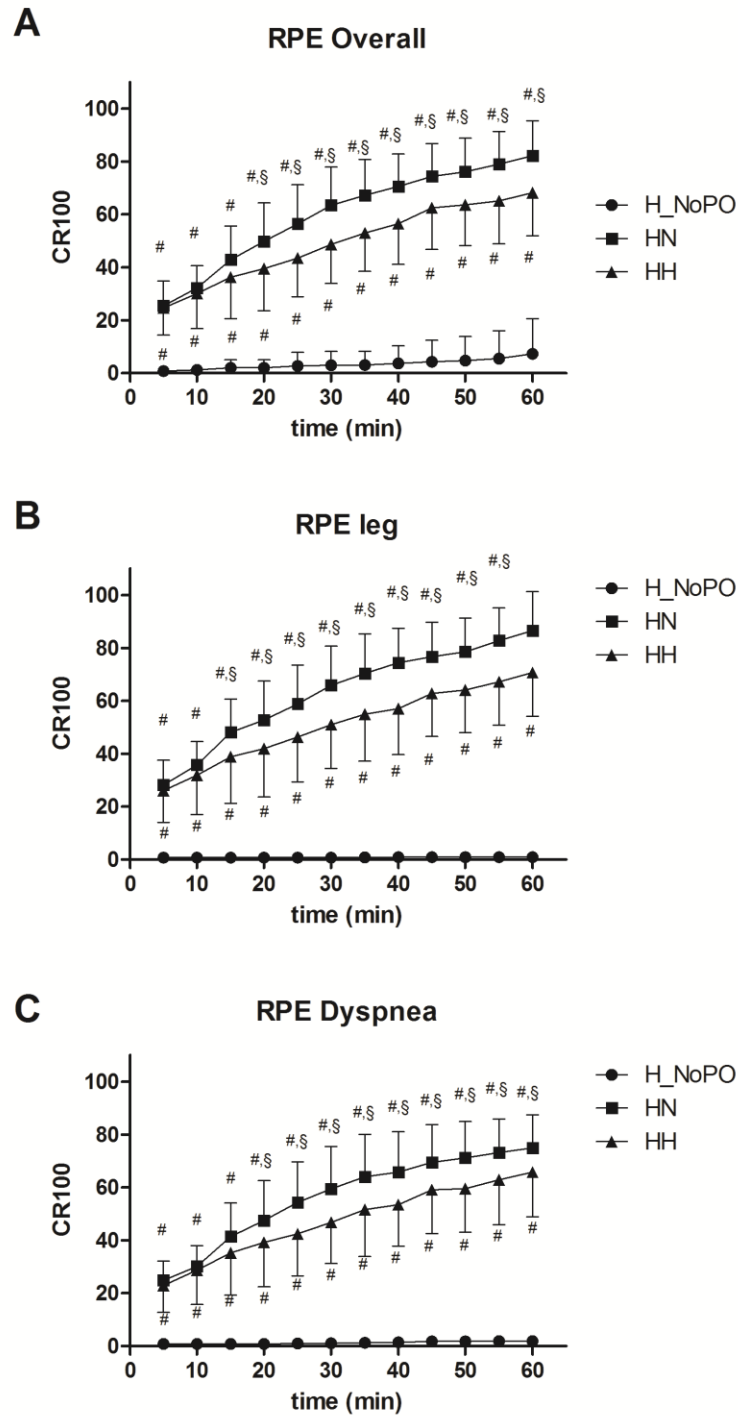 A
RPE Overall
#,§
#,§ #,§ #,§
#,§ #,§
#,§ #,§ #,§
# # #
100
80
60
40
20
0
CR100
# # # # # # # # # # # #
0 10 20 30 40 50 60
time (min)
H_NoPO
HN
HH
B
RPE leg
#,§
#,§ #,§ #,§
#,§ #,§
#,§ #,§ #,§
# #
100
80
60
40
20
0
CR100
# # # # # # # # # # # #
0 10 20 30 40 50 60
time (min)
H_NoPO
HN
HH
C
RPE Dyspnea
#,§ #,§ #,§ #,§ #,§
#,§ #,§ #,§ #,§
# # #
100
80
60
40
20
0
CR100
# # # # # # # # # # # #
0 10 20 30 40 50 60
time (min)
H_NoPO
HN
HH